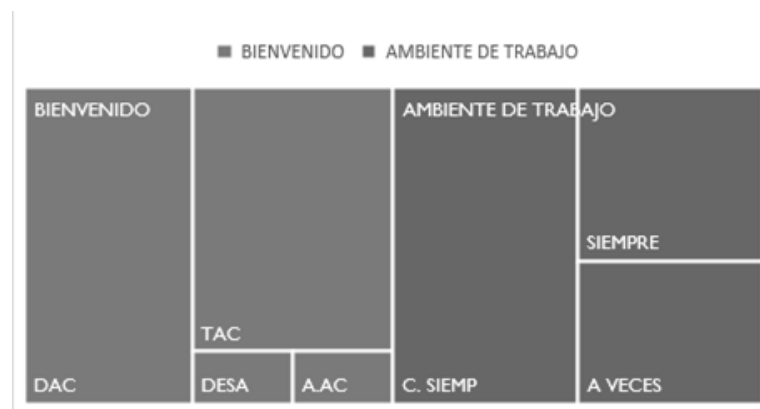 BIENVENIDO AMBIENTE DE TRABAJO
BIENVENIDO
AMBIENTE DE TRABAJO
SIEMPRE
TAC
DAC
DESA
A.AC
C. SIEMP
A VECES